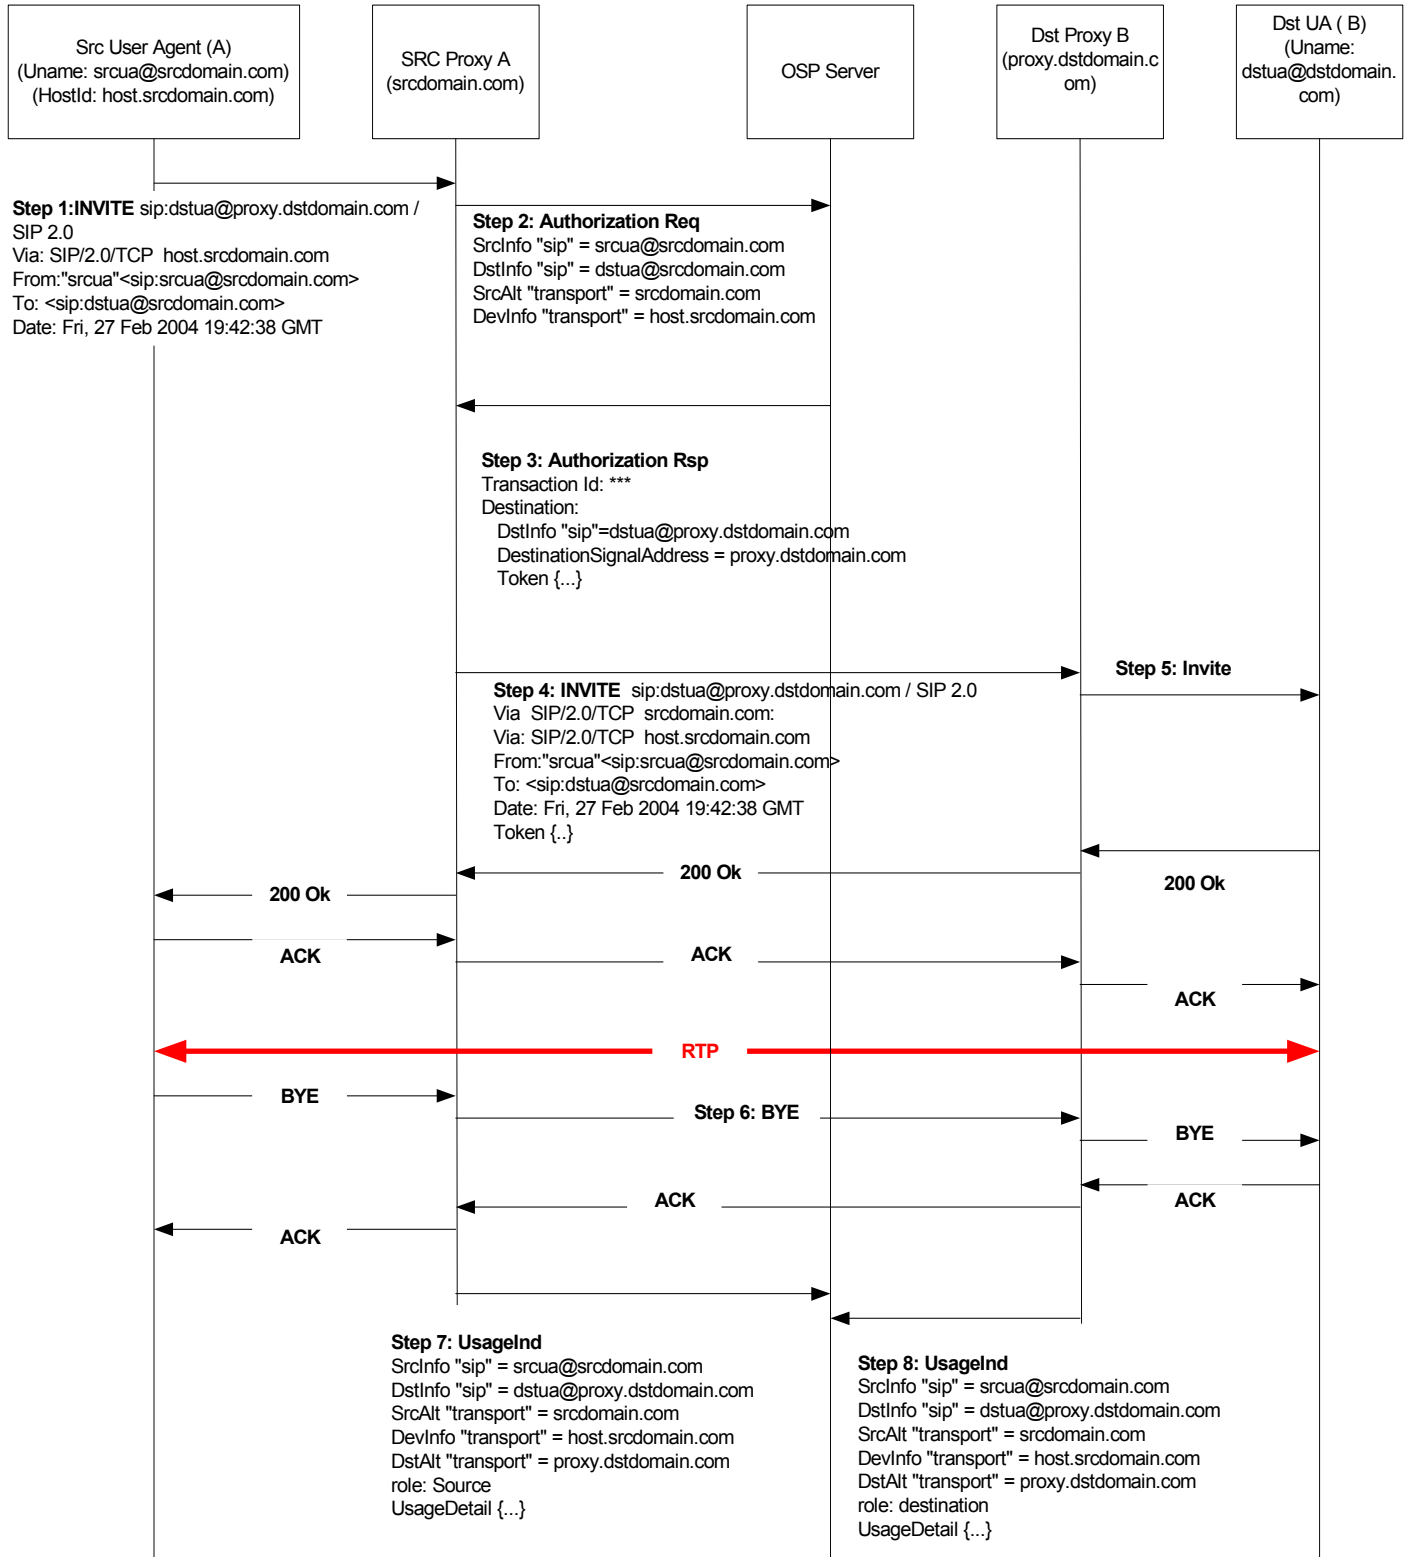 Src User Agent (A)
(Uname: srcua@srcdomain.com)
(HostId: host.srcdomain.com)
SRC Proxy A
(srcdomain.com)
OSP Server
Dst Proxy B
(proxy.dstdomain.c
om)
Dst UA ( B)
(Uname:
dstua@dstdomain.
com)
Step 1:INVITE sip:dstua@proxy.dstdomain.com /
SIP 2.0
Via: SIP/2.0/TCP host.srcdomain.com
From:"srcua"<sip:srcua@srcdomain.com>
To: <sip:dstua@srcdomain.com>
Date: Fri, 27 Feb 2004 19:42:38 GMT
Step 2: Authorization Req
SrcInfo "sip" = srcua@srcdomain.com
DstInfo "sip" = dstua@srcdomain.com
SrcAlt "transport" = srcdomain.com
DevInfo "transport" = host.srcdomain.com
Step 3: Authorization Rsp
Transaction Id: ***
Destination:
DstInfo "sip"=dstua@proxy.dstdomain.com
DestinationSignalAddress = proxy.dstdomain.com
Token {...}
Step 4: INVITE sip:dstua@proxy.dstdomain.com / SIP 2.0
Via SIP/2.0/TCP srcdomain.com:
Via: SIP/2.0/TCP host.srcdomain.com
From:"srcua"<sip:srcua@srcdomain.com>
To: <sip:dstua@srcdomain.com>
Date: Fri, 27 Feb 2004 19:42:38 GMT
Token {..}
Step 5: Invite
200 Ok
200 Ok
200 Ok
ACK
ACK
ACK
RTP
BYE
Step 6: BYE
BYE
ACK
ACK
ACK
Step 7: UsageInd
SrcInfo "sip" = srcua@srcdomain.com
DstInfo "sip" = dstua@proxy.dstdomain.com
SrcAlt "transport" = srcdomain.com
DevInfo "transport" = host.srcdomain.com
DstAlt "transport" = proxy.dstdomain.com
role: Source
UsageDetail {...}
Step 8: UsageInd
SrcInfo "sip" = srcua@srcdomain.com
DstInfo "sip" = dstua@proxy.dstdomain.com
SrcAlt "transport" = srcdomain.com
DevInfo "transport" = host.srcdomain.com
DstAlt "transport" = proxy.dstdomain.com
role: destination
UsageDetail {...}